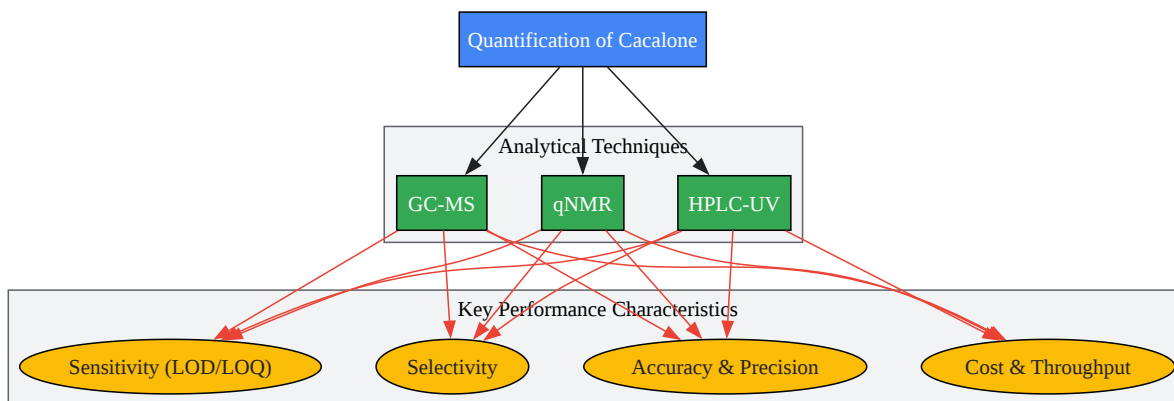 Quantification of Cacalone
Analytical Techniques
GC-MS
qNMR
HPLC-UV
Key Performance Characteristics
Sensitivity (LOD/LOQ)
Selectivity
Accuracy & Precision
Cost & Throughput